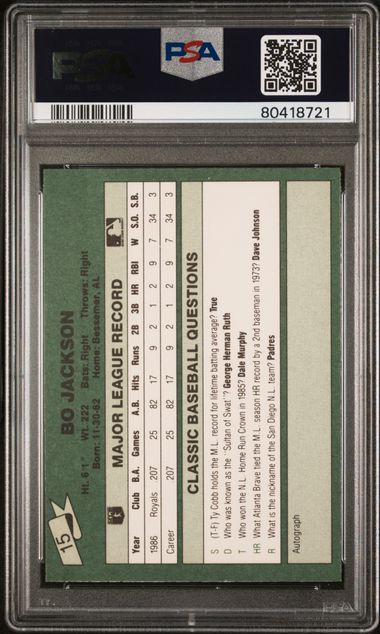 PSA
PSA
80418721
15
BO JACKSON
Ht. 6'1" Wt. 222 Bats: Right Throws: Right
Born: 11-30-62 Home: Bessemer, AL
MAJOR LEAGUE RECORD
Year Club B.A. Games A.B. Hits Runs 2B 3B HR RBI W S.O. S.B.
1986 Royals 207 25 82 17 9 2 1 2 9 7 34 3
Career 207 25 82 17 9 2 1 2 9 7 34 3
CLASSIC BASEBALL QUESTIONS
S (T-F) Ty Cobb holds the M.L. record for lifetime batting average? True
D Who was known as the "Sultan of Swat"? George Herman Ruth
T Who won the N.L. Home Run Crown in 1985? Dale Murphy
HR What Atlanta Brave tied the M.L. season HR record by a 2nd baseman in 1973? Dave Johnson
R What is the nickname of the San Diego N.L. team? Padres
Autograph
PSA